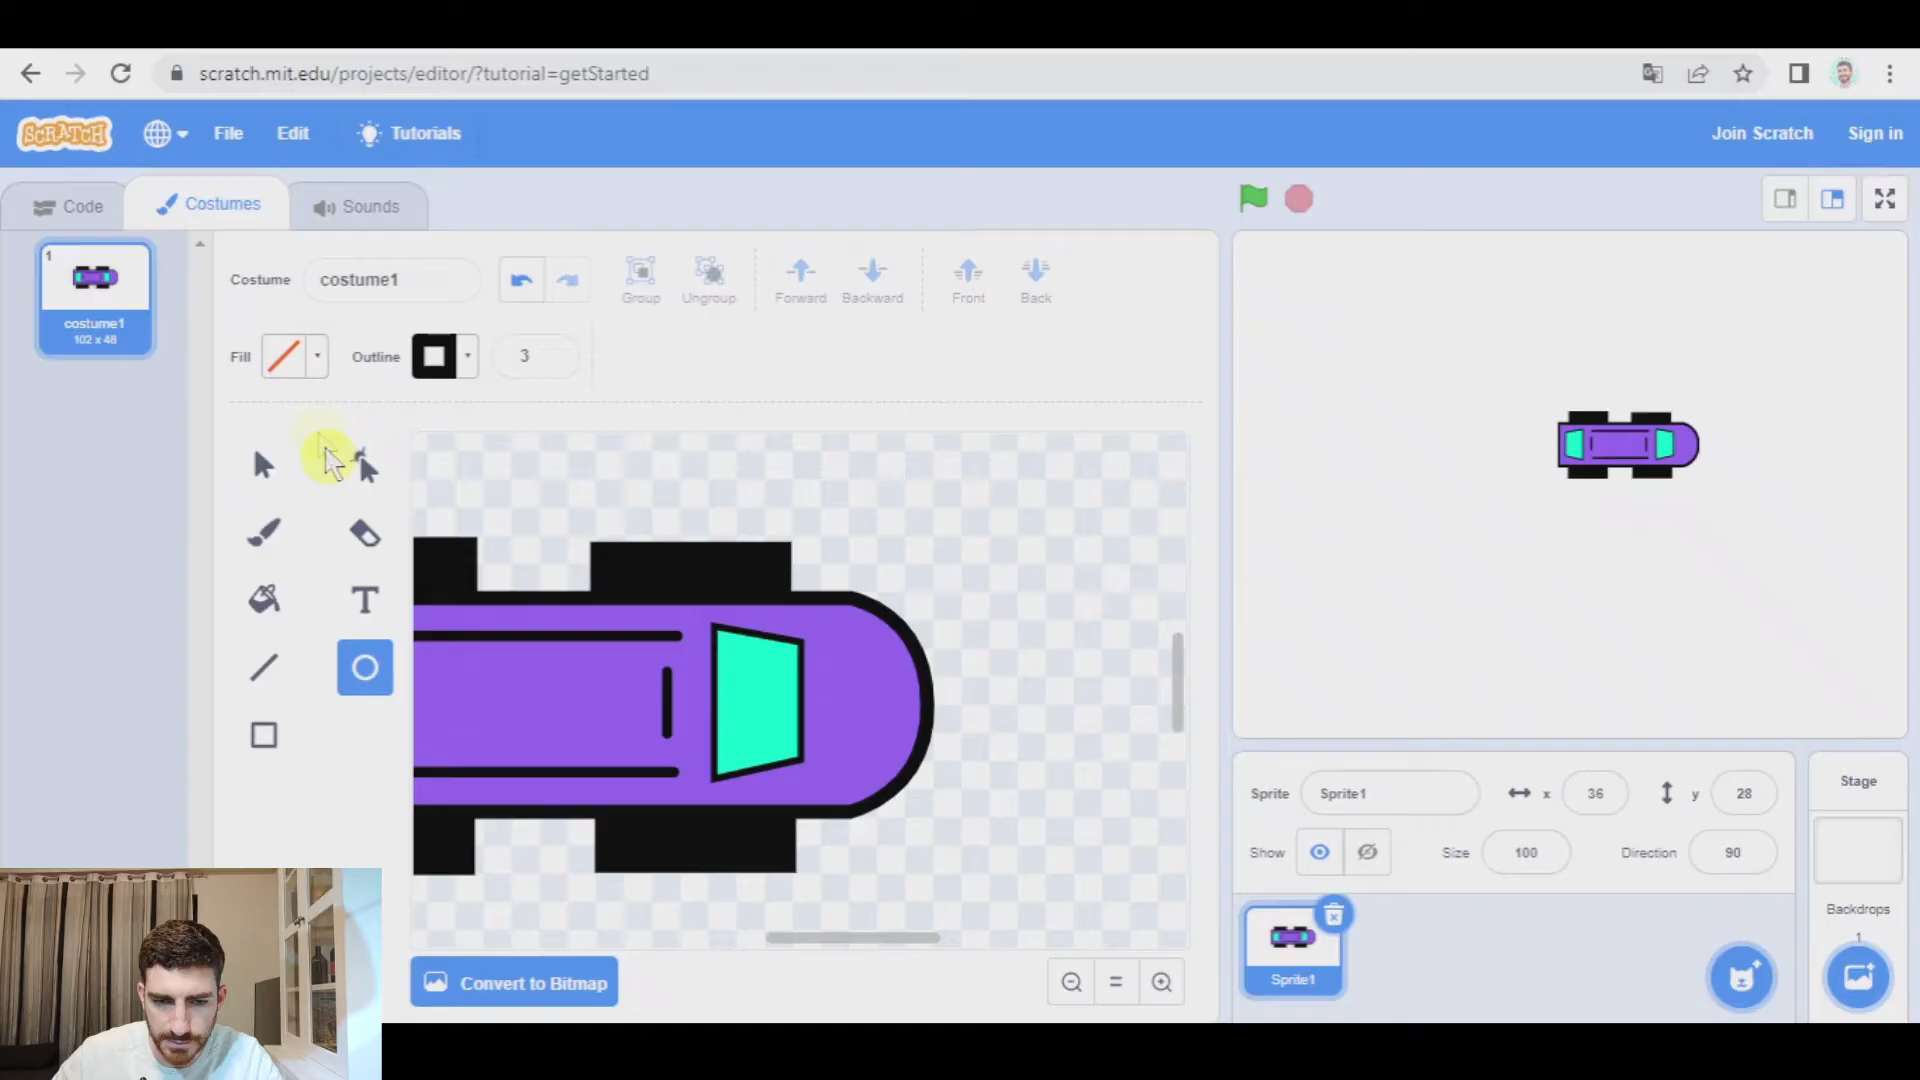 scratch.mit.edu/projects/editor/?tutorial=getStarted
SCRATCH File Edit Tutorials Join Scratch Sign in
Code Costumes Sounds
1
costume1
102 x 48
Costume costume1 Group Ungroup Forward Backward Front Back
Fill Outline 3
T
Convert to Bitmap
Sprite Sprite1 x 36 y 28
Show Size 100 Direction 90
Sprite1
Stage
Backdrops
1